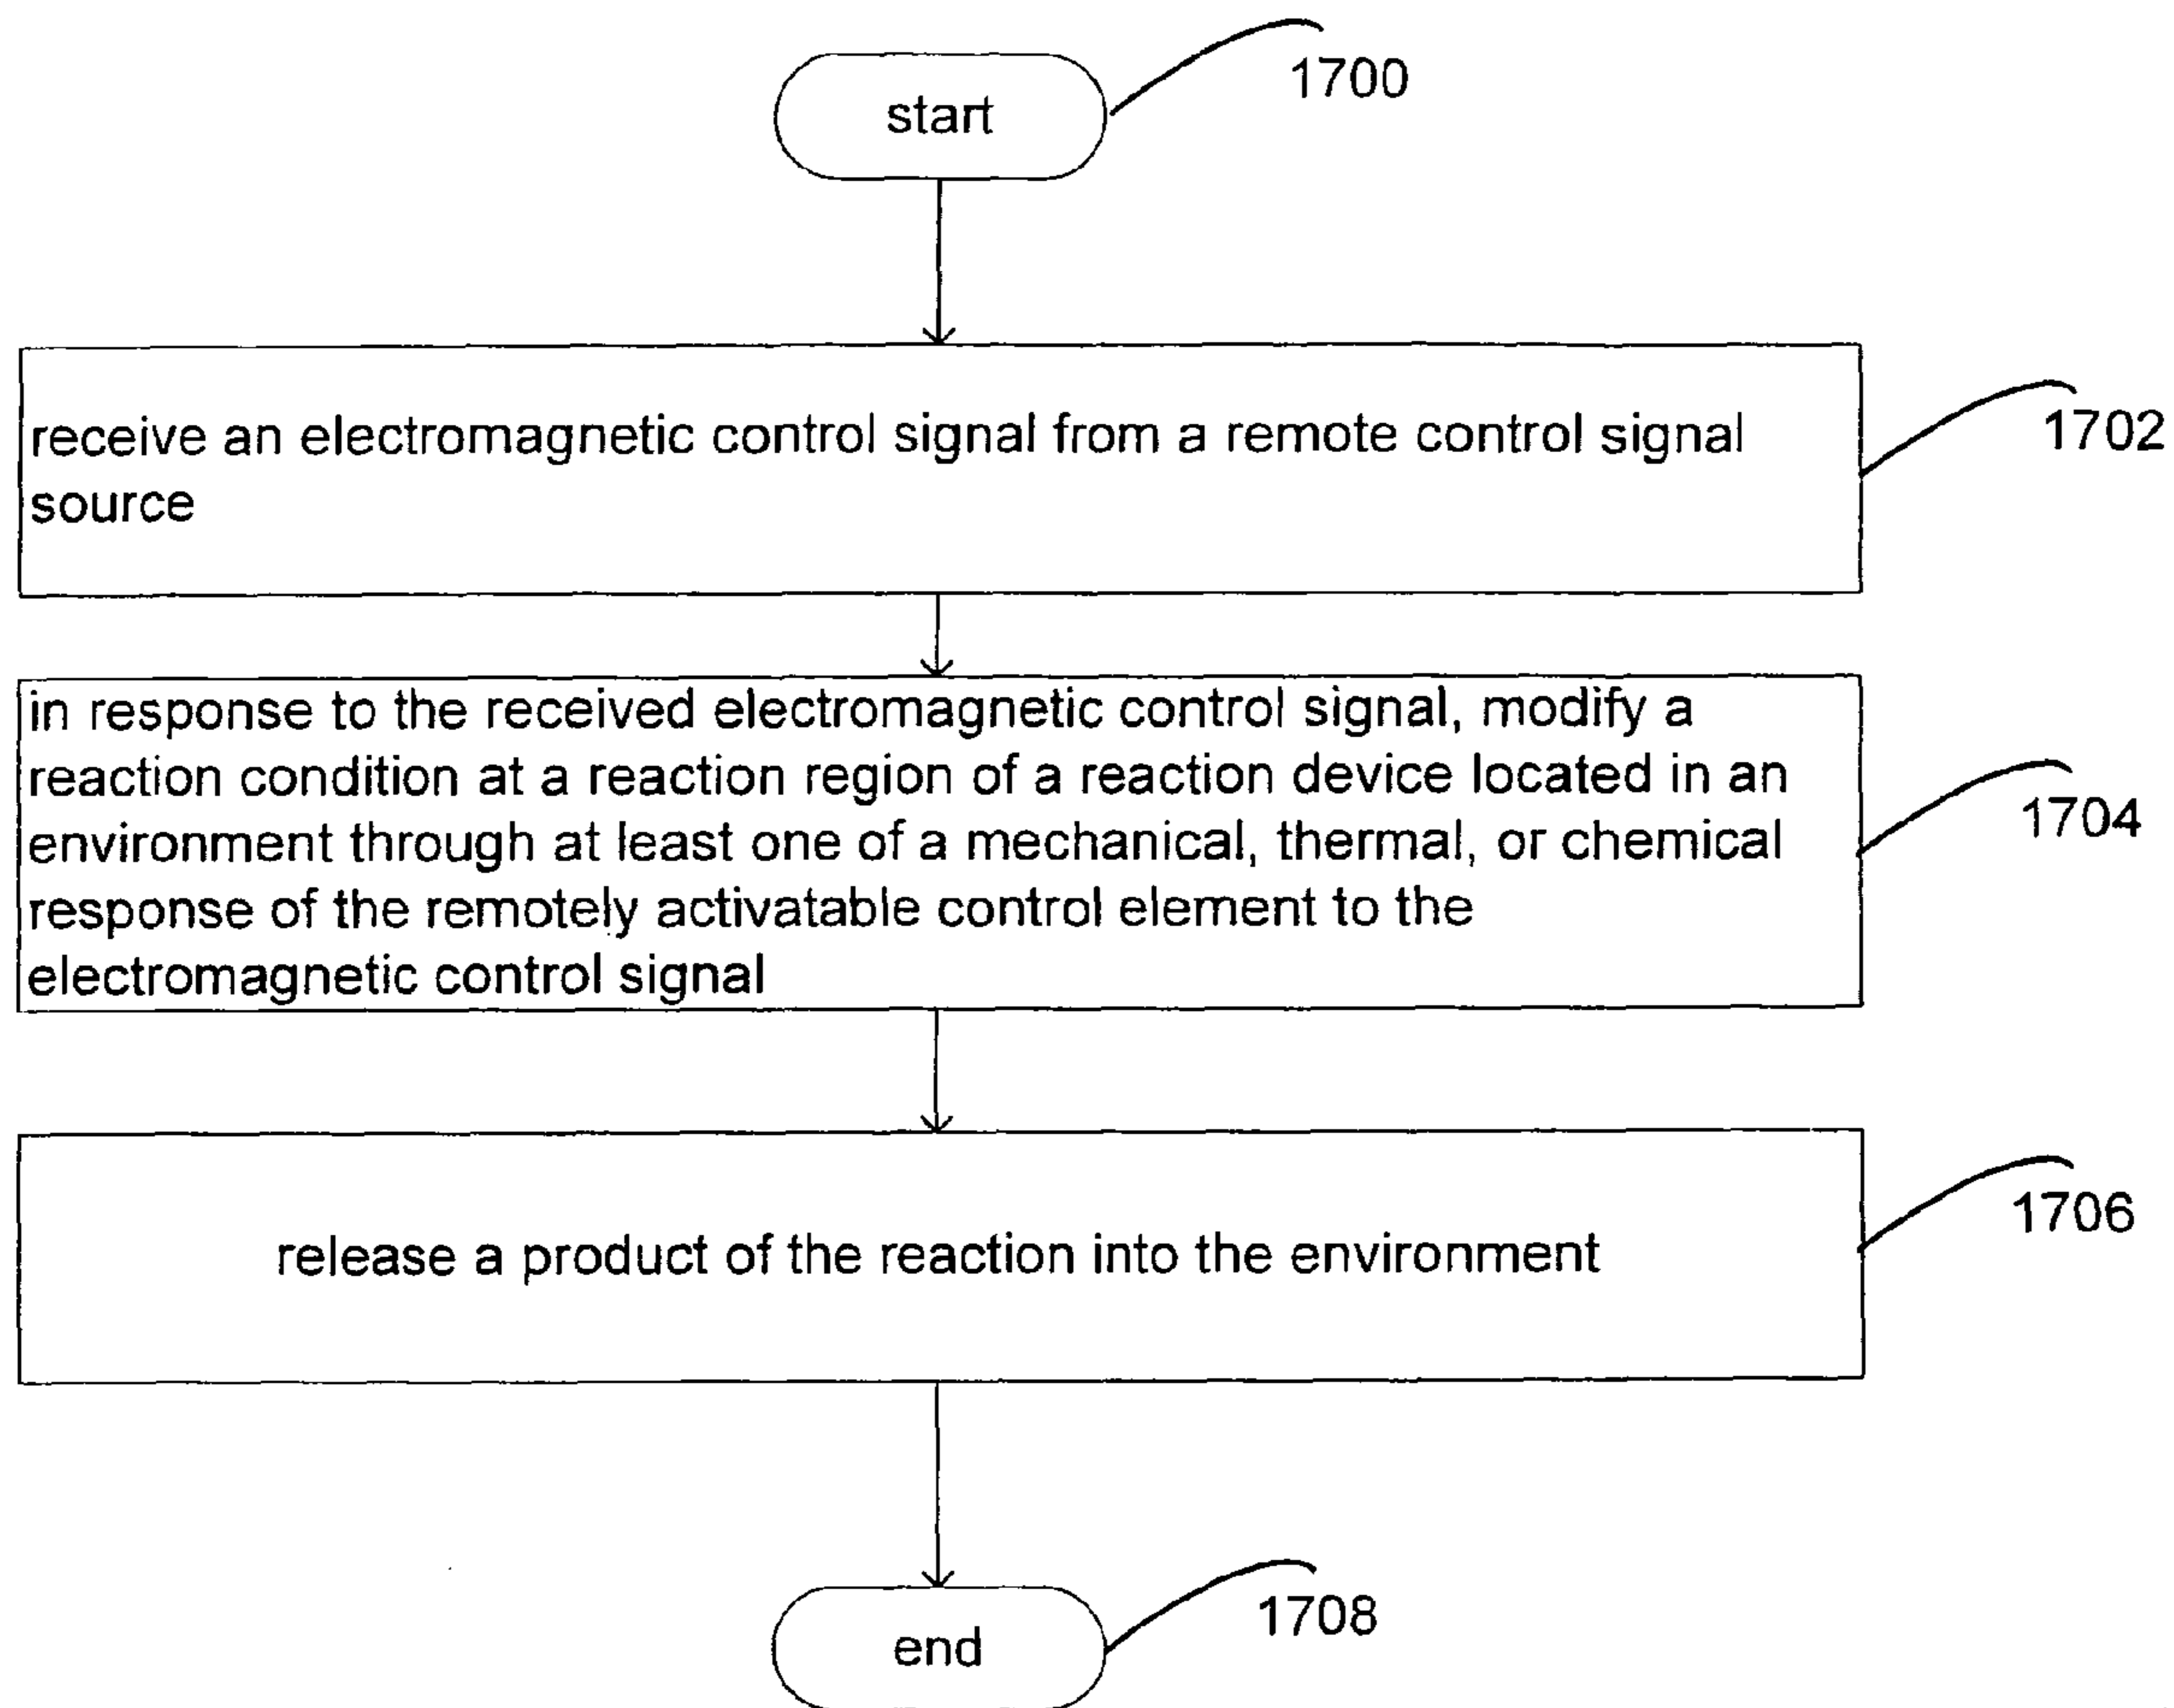 start
1700
receive an electromagnetic control signal from a remote control signal
source
1702
in response to the received electromagnetic control signal, modify a
reaction condition at a reaction region of a reaction device located in an
environment through at least one of a mechanical, thermal, or chemical
response of the remotely activatable control element to the
electromagnetic control signal
1704
release a product of the reaction into the environment
1706
end
1708